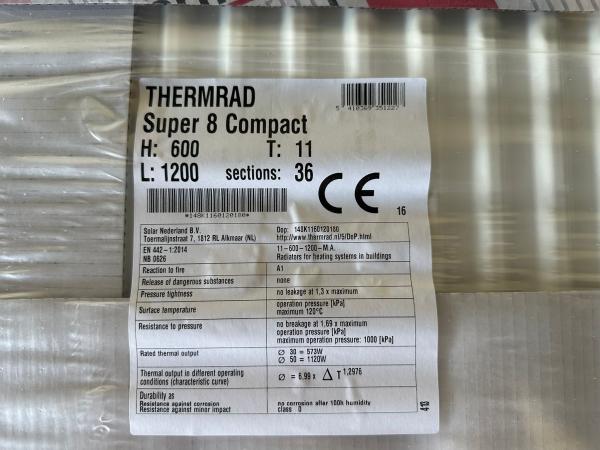 THERMRAD
Super 8 Compact
H: 600 T: 11
L: 1200 sections: 36
5 410369 351227
CE
16
*148K1160120180*
Solar Nederland B.V.
Toermalijnstraat 7, 1812 RL Alkmaar (NL)
Dop: 148K1160120180
http://www.thermrad.nl/5/DoP.html
EN 442-1:2014
NB 0626
11-600-1200-M.A.
Radiators for heating systems in buildings
Reaction to fire A1
Release of dangerous substances none
Pressure tightness no leakage at 1,3 x maximum
operation pressure [kPa]
Surface temperature maximum 120°C
Resistance to pressure no breakage at 1,69 x maximum
operation pressure [kPa]
maximum operation pressure: 1000 [kPa]
Rated thermal output Ø 30 = 573W
Ø 50 = 1120W
Thermal output in different operating
conditions (characteristic curve)
Ø = 6.99 x Δ T 1,2976
Durability as
Resistance against corrosion no corrosion after 100h humidity
Resistance against minor impact class 0